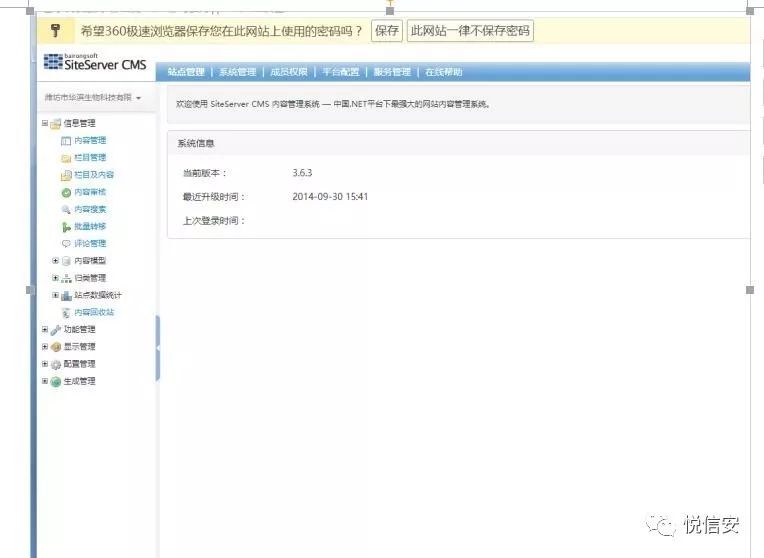 希望360极速浏览器保存您在此网站上使用的密码吗？ 保存 此网站一律不保存密码
bairongsoft
SiteServer CMS
站点管理 | 系统管理 | 成员权限 | 平台配置 | 服务管理 | 在线帮助
潍坊市华滨生物科技有限
欢迎使用 SiteServer CMS 内容管理系统 — 中国.NET平台下最强大的网站内容管理系统。
信息管理
内容管理
栏目管理
栏目及内容
内容审核
内容搜索
批量转移
评论管理
内容模型
归类管理
站点数据统计
内容回收站
功能管理
显示管理
配置管理
生成管理
系统信息
当前版本： 3.6.3
最近升级时间： 2014-09-30 15:41
上次登录时间：
悦信安